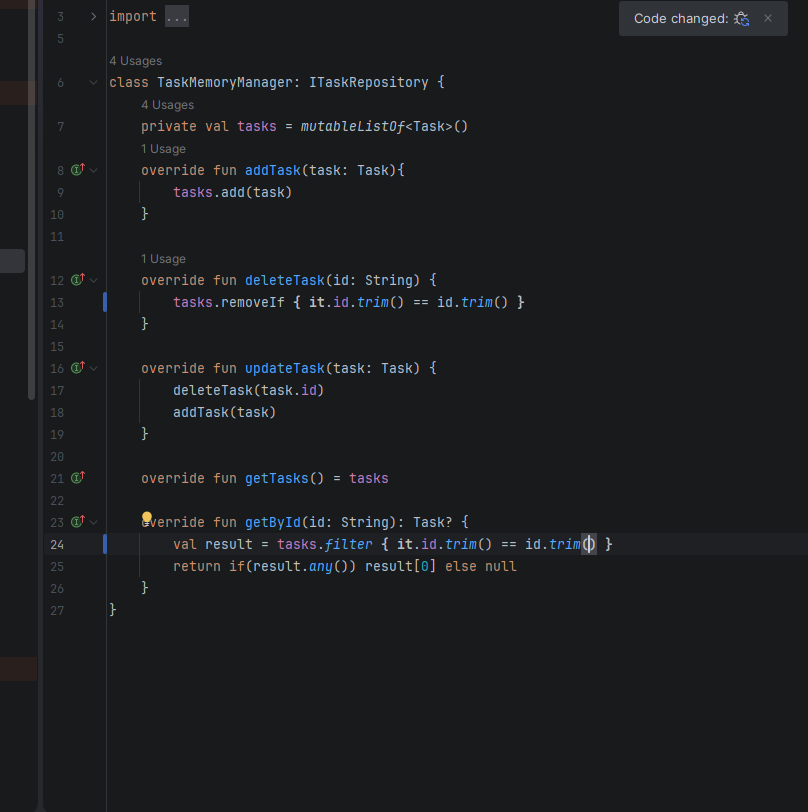 Code changed:
3 import ...
5
4 Usages
6 class TaskMemoryManager: ITaskRepository {
4 Usages
7 private val tasks = mutableListOf<Task>()
1 Usage
8 override fun addTask(task: Task){
9 tasks.add(task)
10 }
11
1 Usage
12 override fun deleteTask(id: String) {
13 tasks.removeIf { it.id.trim() == id.trim() }
14 }
15
16 override fun updateTask(task: Task) {
17 deleteTask(task.id)
18 addTask(task)
19 }
20
21 override fun getTasks() = tasks
22
23 override fun getById(id: String): Task? {
24 val result = tasks.filter { it.id.trim() == id.trim() }
25 return if(result.any()) result[0] else null
26 }
27 }